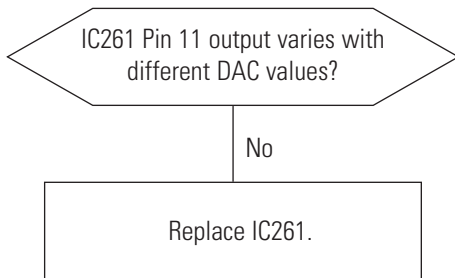 IC261 Pin 11 output varies with
different DAC values?
No
Replace IC261.